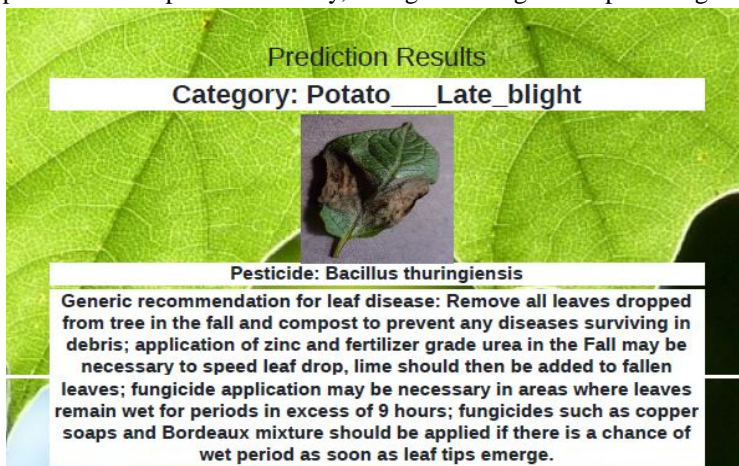 Prediction Results
Category: Potato___Late_blight
Pesticide: Bacillus thuringiensis
Generic recommendation for leaf disease: Remove all leaves dropped
from tree in the fall and compost to prevent any diseases surviving in
debris; application of zinc and fertilizer grade urea in the Fall may be
necessary to speed leaf drop, lime should then be added to fallen
leaves; fungicide application may be necessary in areas where leaves
remain wet for periods in excess of 9 hours; fungicides such as copper
soaps and Bordeaux mixture should be applied if there is a chance of
wet period as soon as leaf tips emerge.